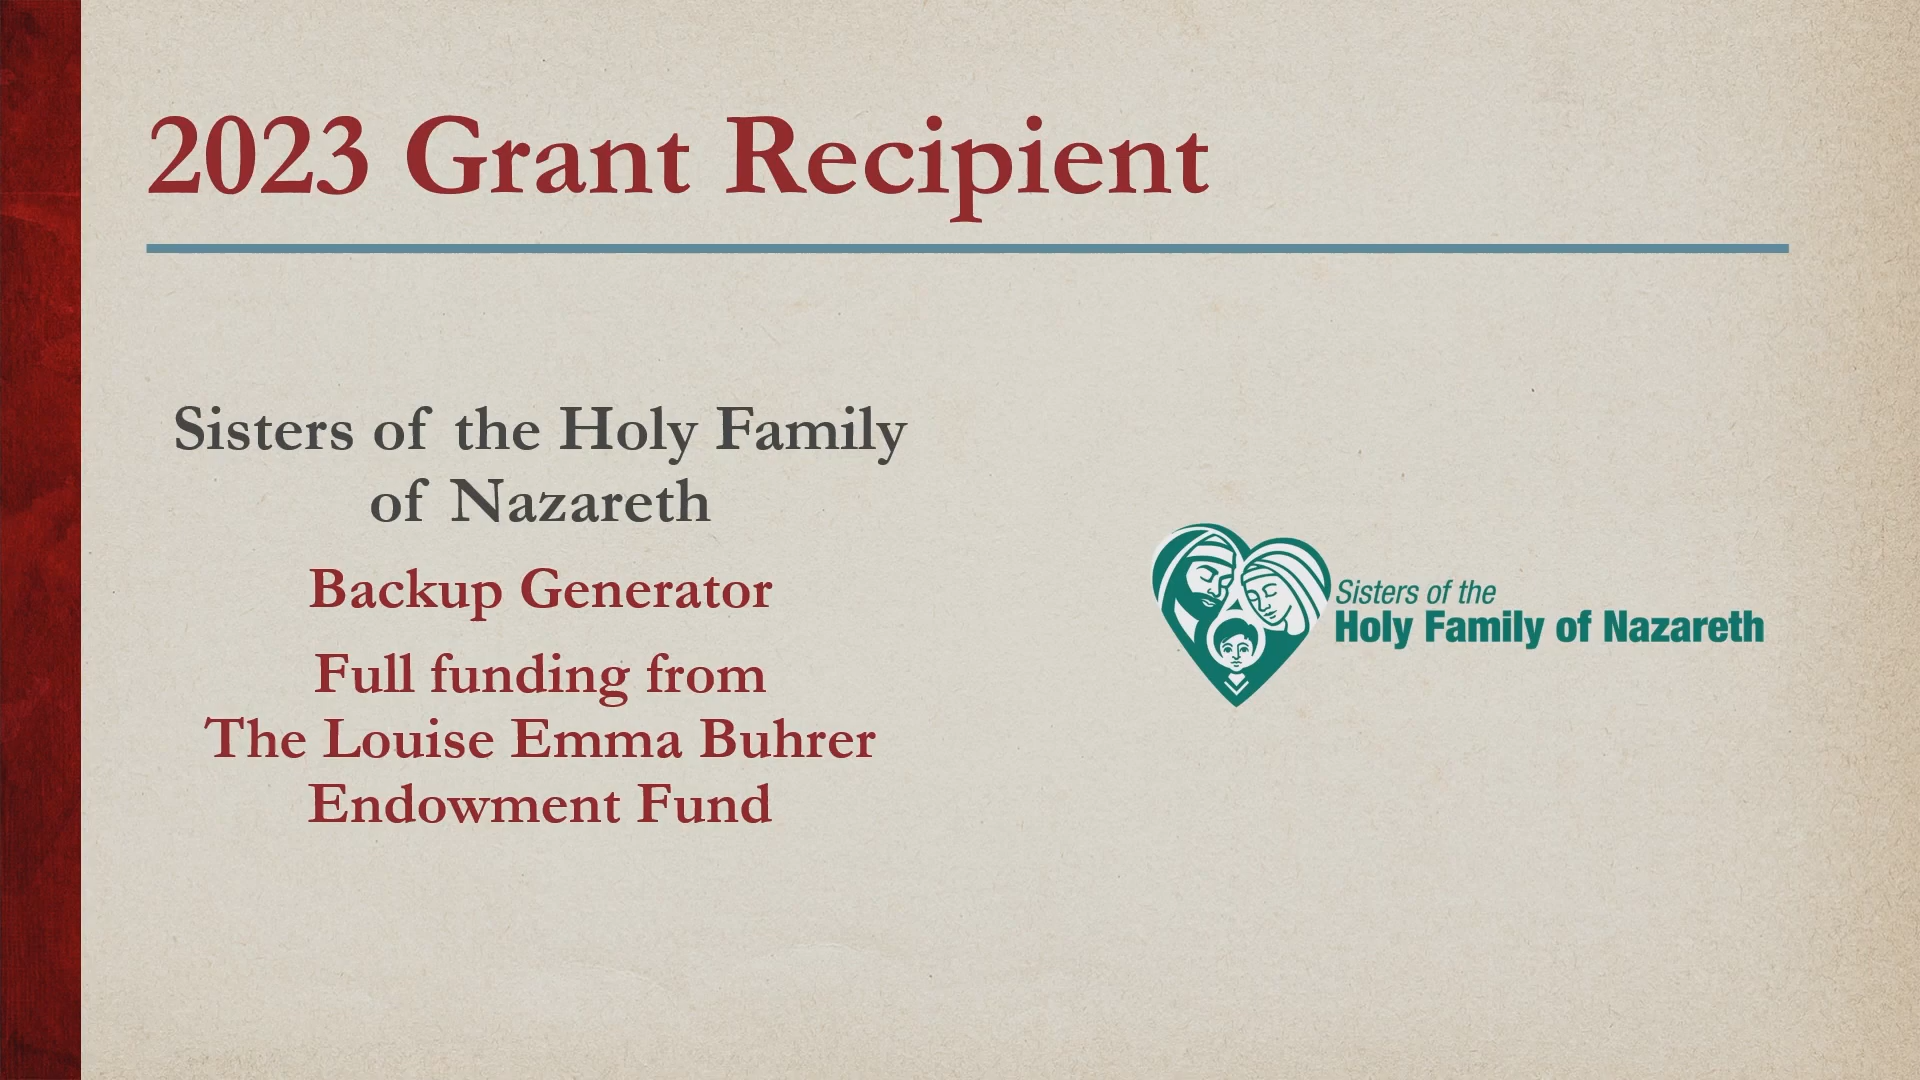 2023 Grant Recipient
Sisters of the Holy Family
of Nazareth
Backup Generator
Full funding from
The Louise Emma Buhrer
Endowment Fund
Sisters of the
Holy Family of Nazareth